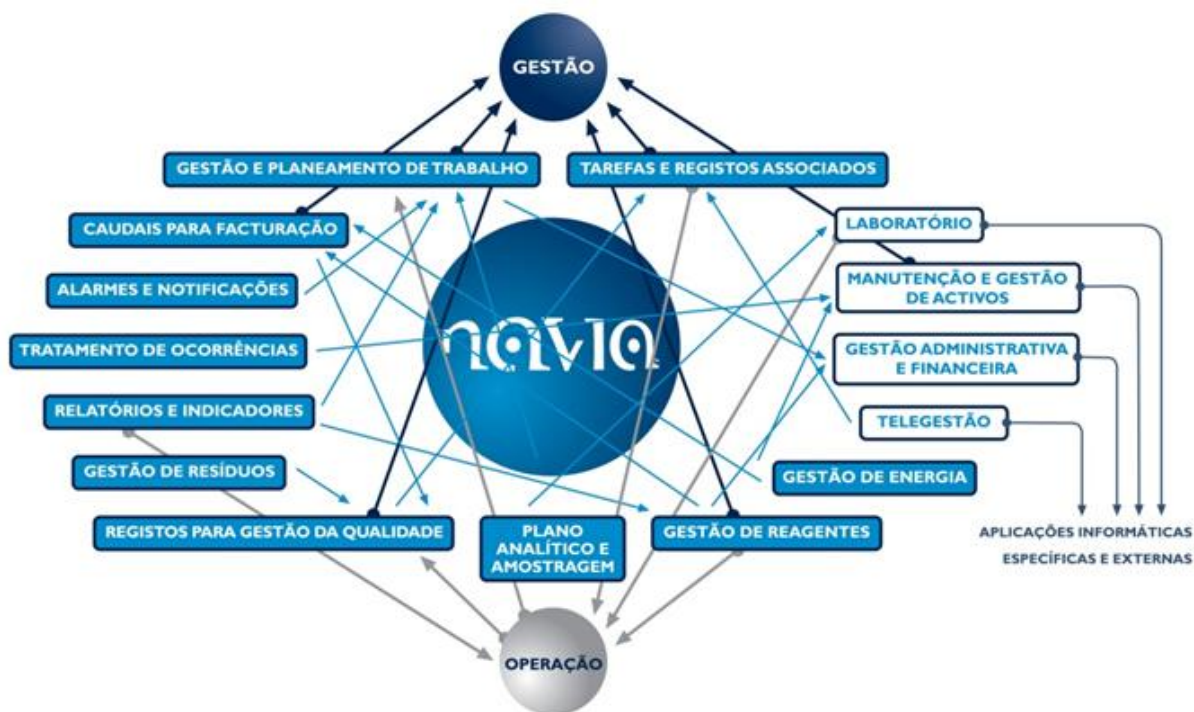 GESTÃO
GESTÃO E PLANEAMENTO DE TRABALHO
TAREFAS E REGISTOS ASSOCIADOS
CAUDAIS PARA FACTURAÇÃO
LABORATÓRIO
ALARMES E NOTIFICAÇÕES
MANUTENÇÃO E GESTÃO
DE ACTIVOS
TRATAMENTO DE OCORRÊNCIAS
navia
GESTÃO ADMINISTRATIVA
E FINANCEIRA
RELATÓRIOS E INDICADORES
TELEGESTÃO
GESTÃO DE RESÍDUOS
GESTÃO DE ENERGIA
REGISTOS PARA GESTÃO DA QUALIDADE
PLANO
ANALÍTICO E
AMOSTRAGEM
GESTÃO DE REAGENTES
APLICAÇÕES INFORMÁTICAS
ESPECÍFICAS E EXTERNAS
OPERAÇÃO